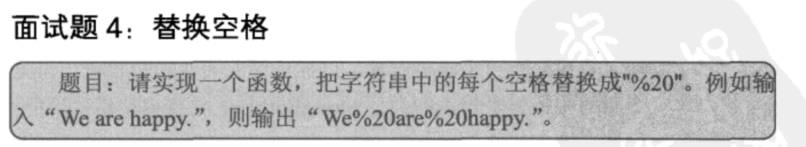 面试题 4：替换空格
题目：请实现一个函数，把字符串中的每个空格替换成"%20"。例如输
入“We are happy.”，则输出“We%20are%20happy.”。